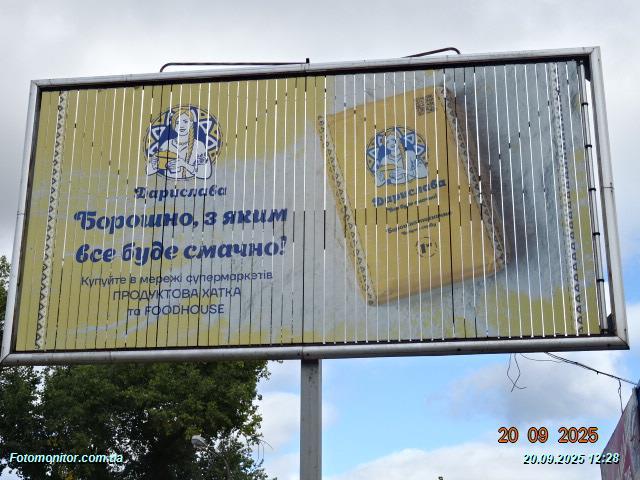 Дарислава
Борошно, з яким
все буде смачно!
Купуйте в мережі супермаркетів
ПРОДУКТОВА ХАТКА
та FOODHOUSE
Дарислава
20 09 2025
Fotomonitor.com.ua
20.09.2025 12:28